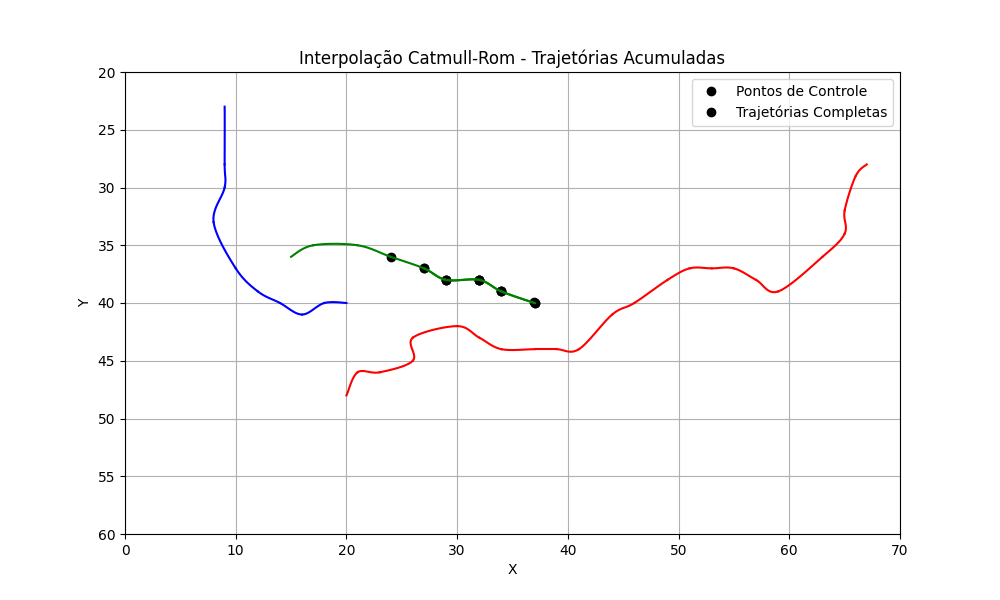 Interpolação Catmull-Rom - Trajetórias Acumuladas
Pontos de Controle
Trajetórias Completas
20
25
30
35
40
45
50
55
60
Y
0 10 20 30 40 50 60 70
X